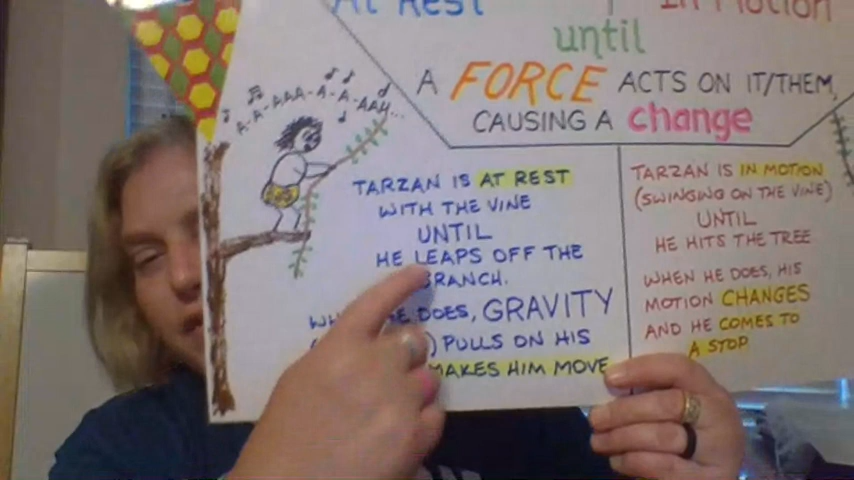 At Rest
In Motion
until
A FORCE ACTS ON IT/THEM,
CAUSING A change
A-A-AAA-A-A-AAY...
TARZAN IS AT REST
WITH THE VINE
UNTIL
HE LEAPS OFF THE
BRANCH.
DOES, GRAVITY
) PULLS ON HIS
MAKES HIM MOVE
TARZAN IS IN MOTION
(SWINGING ON THE VINE)
UNTIL
HE HITS THE TREE
WHEN HE DOES, HIS
MOTION CHANGES
AND HE COMES TO
A STOP